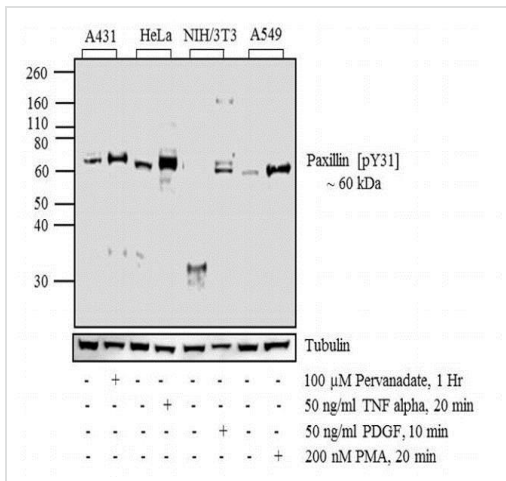 A431 HeLa NIH/3T3 A549
260
160
110
80
60
50
40
30
Paxillin [pY31]
~ 60 kDa
Tubulin
- + - - - - - - 100 µM Pervanadate, 1 Hr
- - - + - - - - 50 ng/ml TNF alpha, 20 min
- - - - - + - - 50 ng/ml PDGF, 10 min
- - - - - - - + 200 nM PMA, 20 min